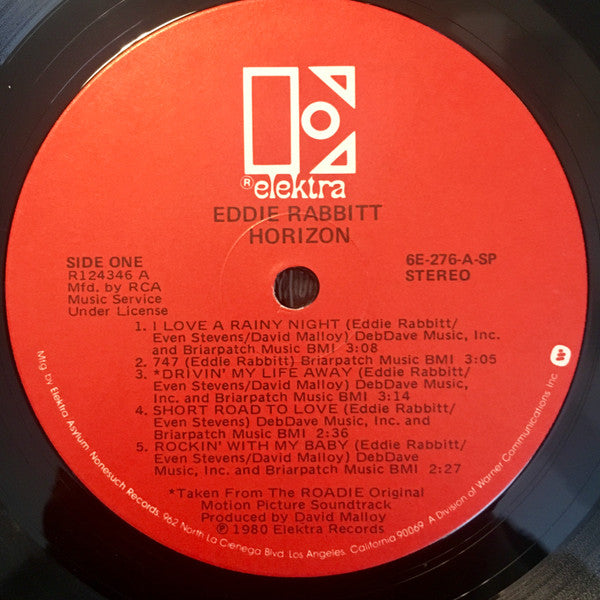 ® elektra
EDDIE RABBITT
HORIZON
SIDE ONE
R124346 A
Mfd. by RCA
Music Service
Under License
6E-276-A-SP
STEREO
1. I LOVE A RAINY NIGHT (Eddie Rabbitt/
Even Stevens/David Malloy) DebDave Music, Inc.
and Briarpatch Music BMI 3:08
2. 747 (Eddie Rabbitt) Briarpatch Music BMI 3:05
3. *DRIVIN' MY LIFE AWAY (Eddie Rabbitt/
Even Stevens/David Malloy) DebDave Music,
Inc. and Briarpatch Music BMI 3:14
4. SHORT ROAD TO LOVE (Eddie Rabbitt/
Even Stevens) DebDave Music, Inc. and
Briarpatch Music BMI 2:36
5. ROCKIN' WITH MY BABY (Eddie Rabbitt/
Even Stevens/David Malloy) DebDave
Music, Inc. and Briarpatch Music BMI 2:27
*Taken From The ROADIE Original
Motion Picture Soundtrack
Produced by David Malloy
℗ 1980 Elektra Records
Mfg by Elektra Asylum Nonesuch Records. 962 North La Cienega Blvd. Los Angeles. California 90069 A Division of Warner Communications Inc.